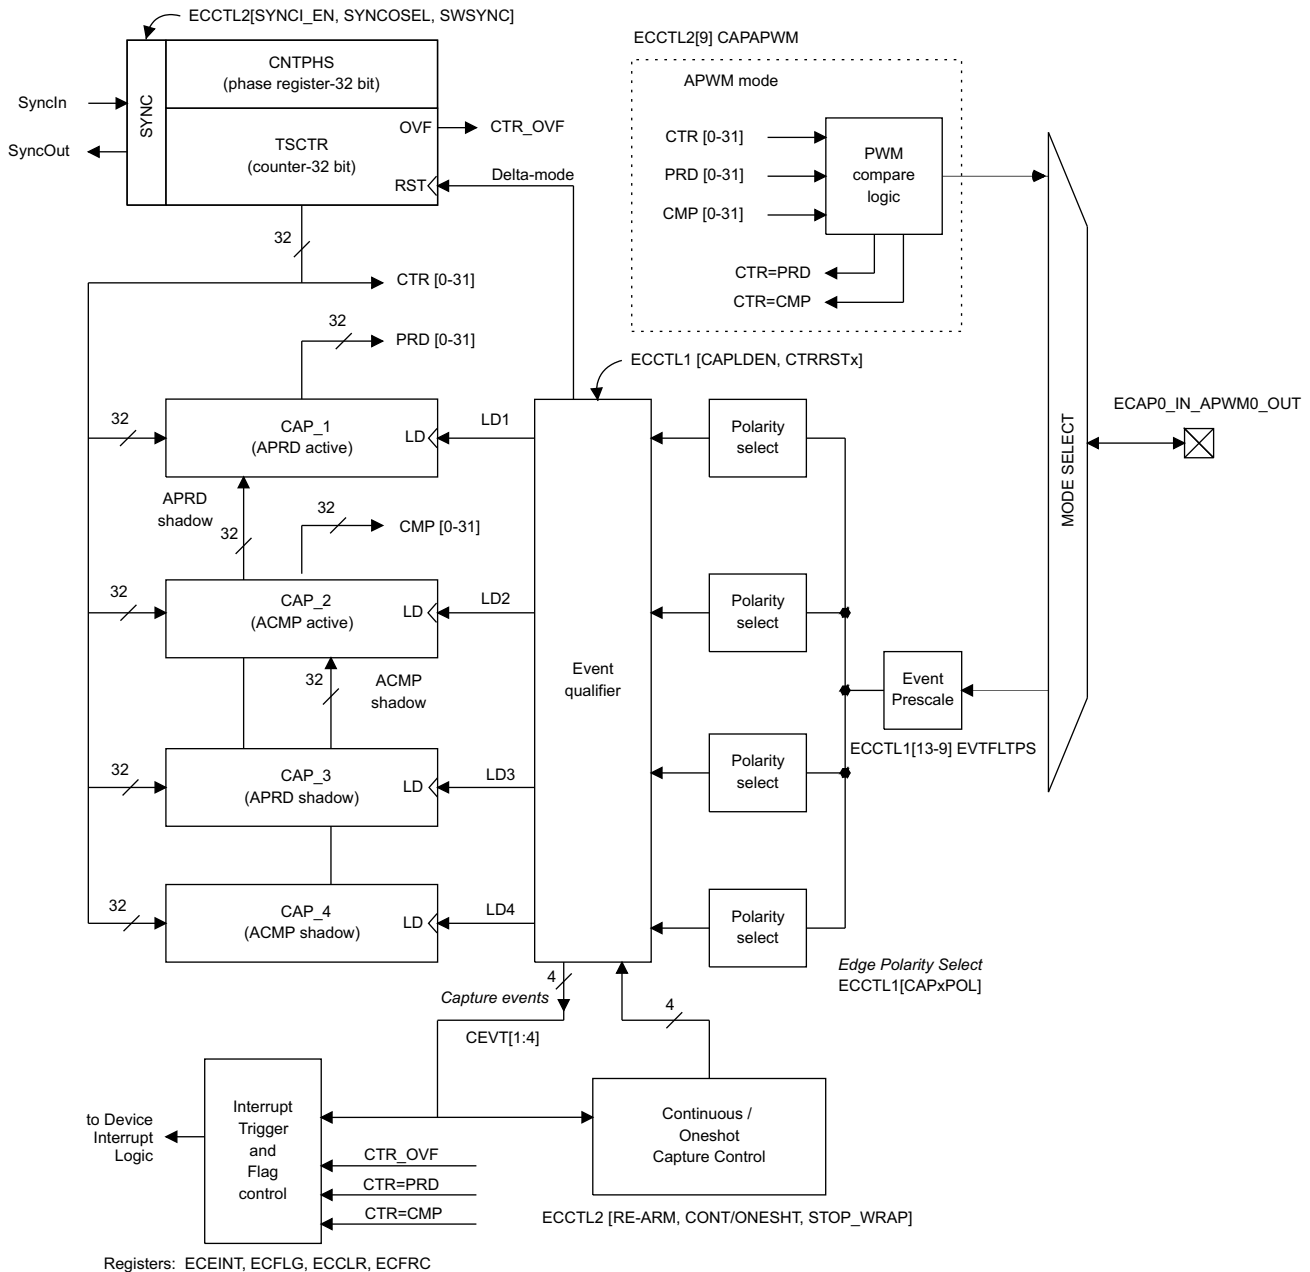 ECCTL2[SYNCI_EN, SYNCOSEL, SWSYNC]
ECCTL2[9] CAPAPWM
SYNC
CNTPHS
(phase register-32 bit)
APWM mode
SyncIn
SyncOut
TSCTR
(counter-32 bit)
OVF
RST
CTR_OVF
Delta-mode
CTR [0-31]
PRD [0-31]
CMP [0-31]
PWM
compare
logic
CTR=PRD
CTR=CMP
32
CTR [0-31]
32
PRD [0-31]
ECCTL1 [CAPLDEN, CTRRSTx]
32
CAP_1
(APRD active)
LD
LD1
Polarity
select
MODE SELECT
ECAP0_IN_APWM0_OUT
APRD
shadow
32
32
CMP [0-31]
32
CAP_2
(ACMP active)
LD
LD2
Polarity
select
Event
qualifier
Event
Prescale
ECCTL1[13-9] EVTFLTPS
32
ACMP
shadow
32
CAP_3
(APRD shadow)
LD
LD3
Polarity
select
32
CAP_4
(ACMP shadow)
LD
LD4
Polarity
select
Edge Polarity Select
ECCTL1[CAPxPOL]
4
Capture events
CEVT[1:4]
4
to Device
Interrupt
Logic
Interrupt
Trigger
and
Flag
control
CTR_OVF
CTR=PRD
CTR=CMP
Continuous /
Oneshot
Capture Control
ECCTL2 [RE-ARM, CONT/ONESHT, STOP_WRAP]
Registers: ECEINT, ECFLG, ECCLR, ECFRC